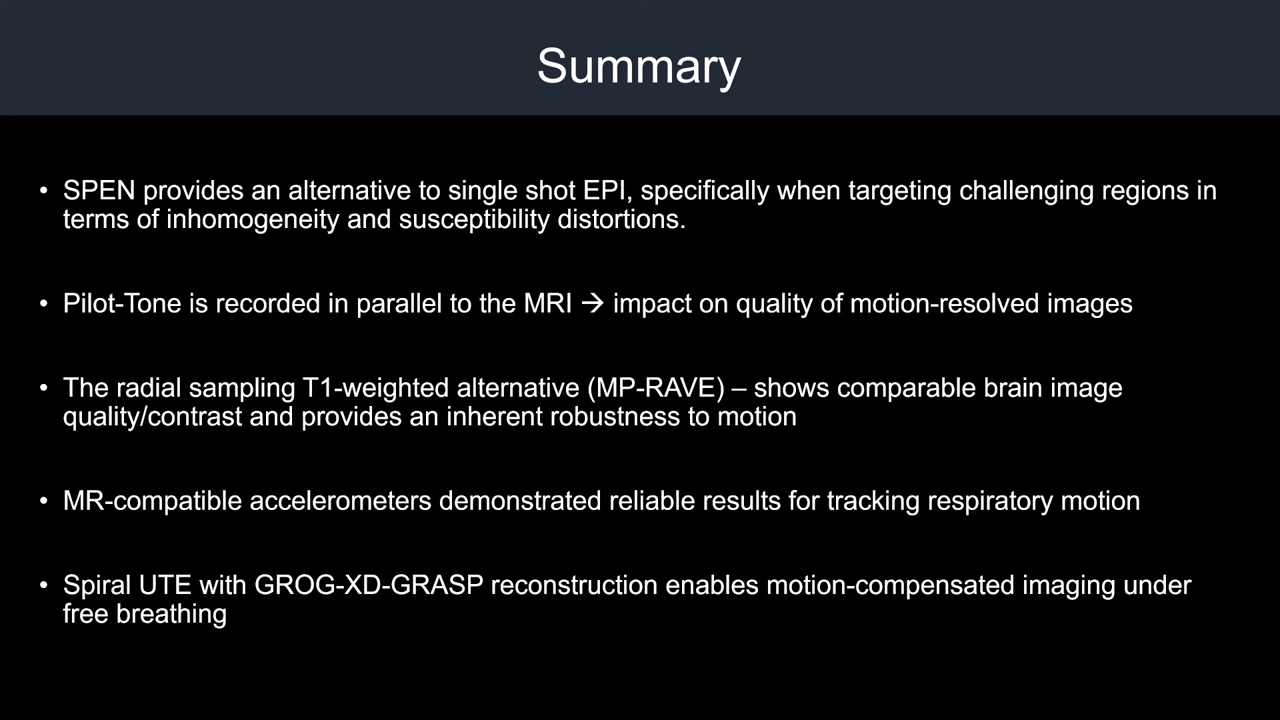 Summary
• SPEN provides an alternative to single shot EPI, specifically when targeting challenging regions in
terms of inhomogeneity and susceptibility distortions.
• Pilot-Tone is recorded in parallel to the MRI → impact on quality of motion-resolved images
• The radial sampling T1-weighted alternative (MP-RAVE) – shows comparable brain image
quality/contrast and provides an inherent robustness to motion
• MR-compatible accelerometers demonstrated reliable results for tracking respiratory motion
• Spiral UTE with GROG-XD-GRASP reconstruction enables motion-compensated imaging under
free breathing